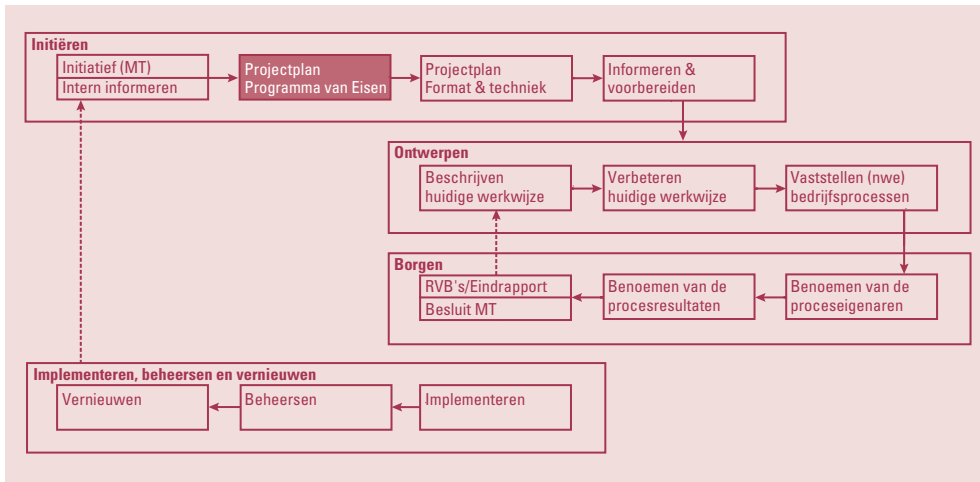 Initiëren
Initiatief (MT)
Intern informeren
Projectplan
Programma van Eisen
Projectplan
Format & techniek
Informeren &
voorbereiden
Ontwerpen
Beschrijven
huidige werkwijze
Verbeteren
huidige werkwijze
Vaststellen (nwe)
bedrijfsprocessen
Borgen
RVB's/Eindrapport
Besluit MT
Benoemen van de
procesresultaten
Benoemen van de
proceseigenaren
Implementeren, beheersen en vernieuwen
Vernieuwen
Beheersen
Implementeren